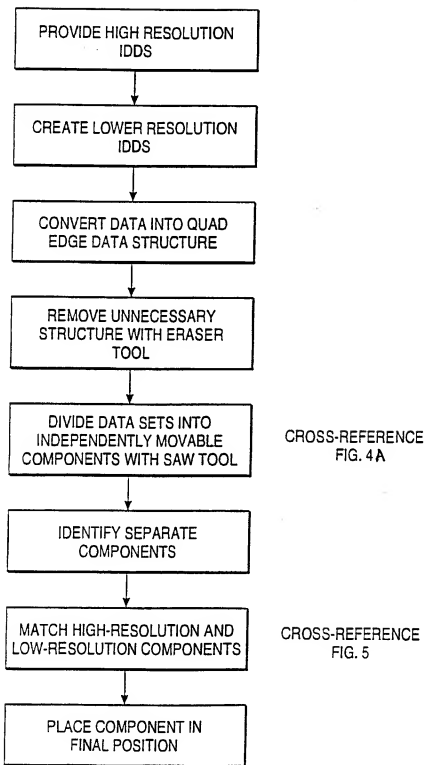 PROVIDE HIGH RESOLUTION
IDDS
CREATE LOWER RESOLUTION
IDDS
CONVERT DATA INTO QUAD
EDGE DATA STRUCTURE
REMOVE UNNECESSARY
STRUCTURE WITH ERASER
TOOL
DIVIDE DATA SETS INTO
INDEPENDENTLY MOVABLE
COMPONENTS WITH SAW TOOL
CROSS-REFERENCE
FIG. 4A
IDENTIFY SEPARATE
COMPONENTS
MATCH HIGH-RESOLUTION AND
LOW-RESOLUTION COMPONENTS
CROSS-REFERENCE
FIG. 5
PLACE COMPONENT IN
FINAL POSITION